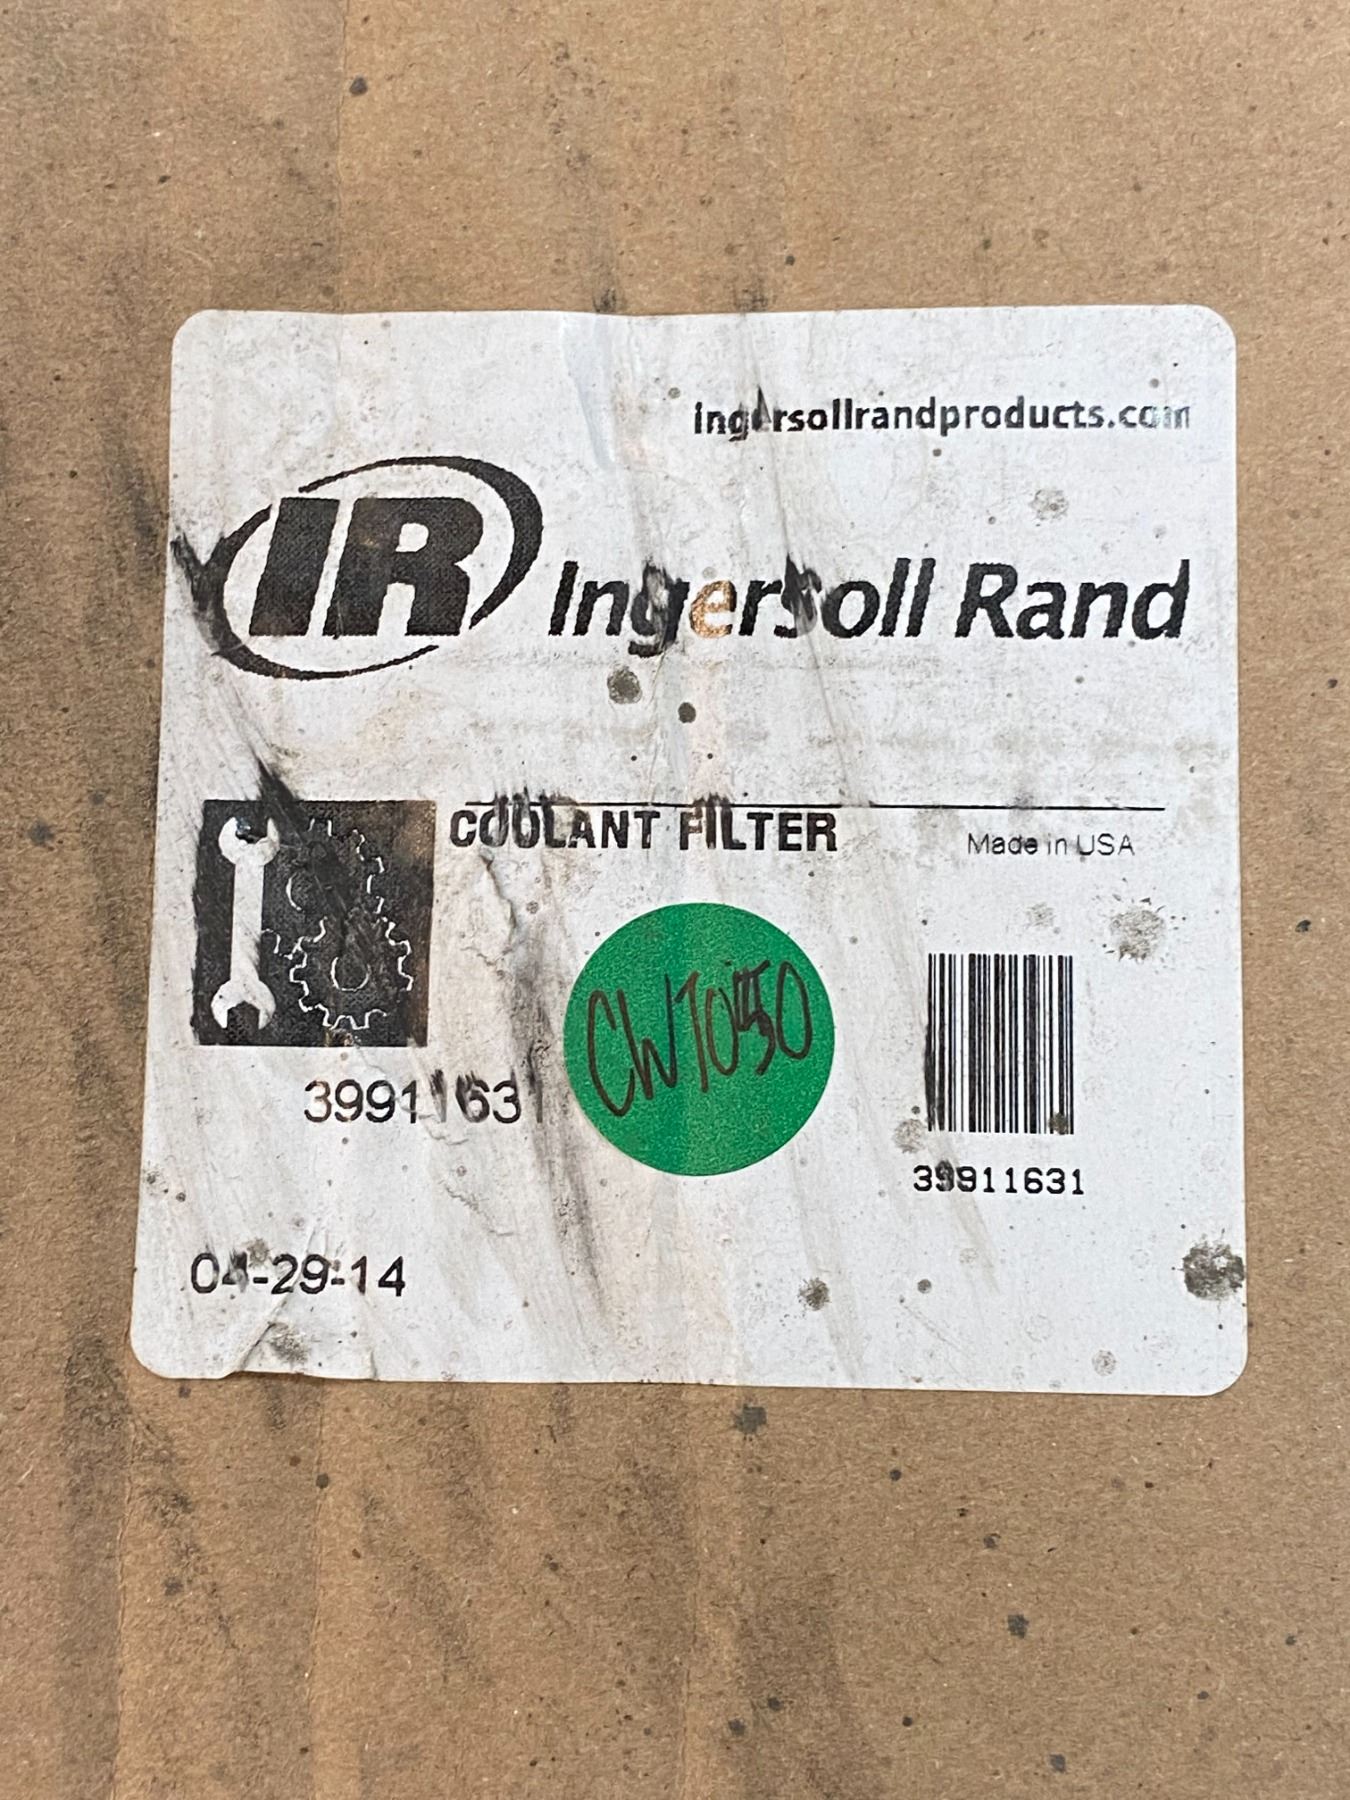 ingersollrandproducts.com
IR Ingersoll Rand
COOLANT FILTER
Made in USA
39911631
39911631
04-29-14